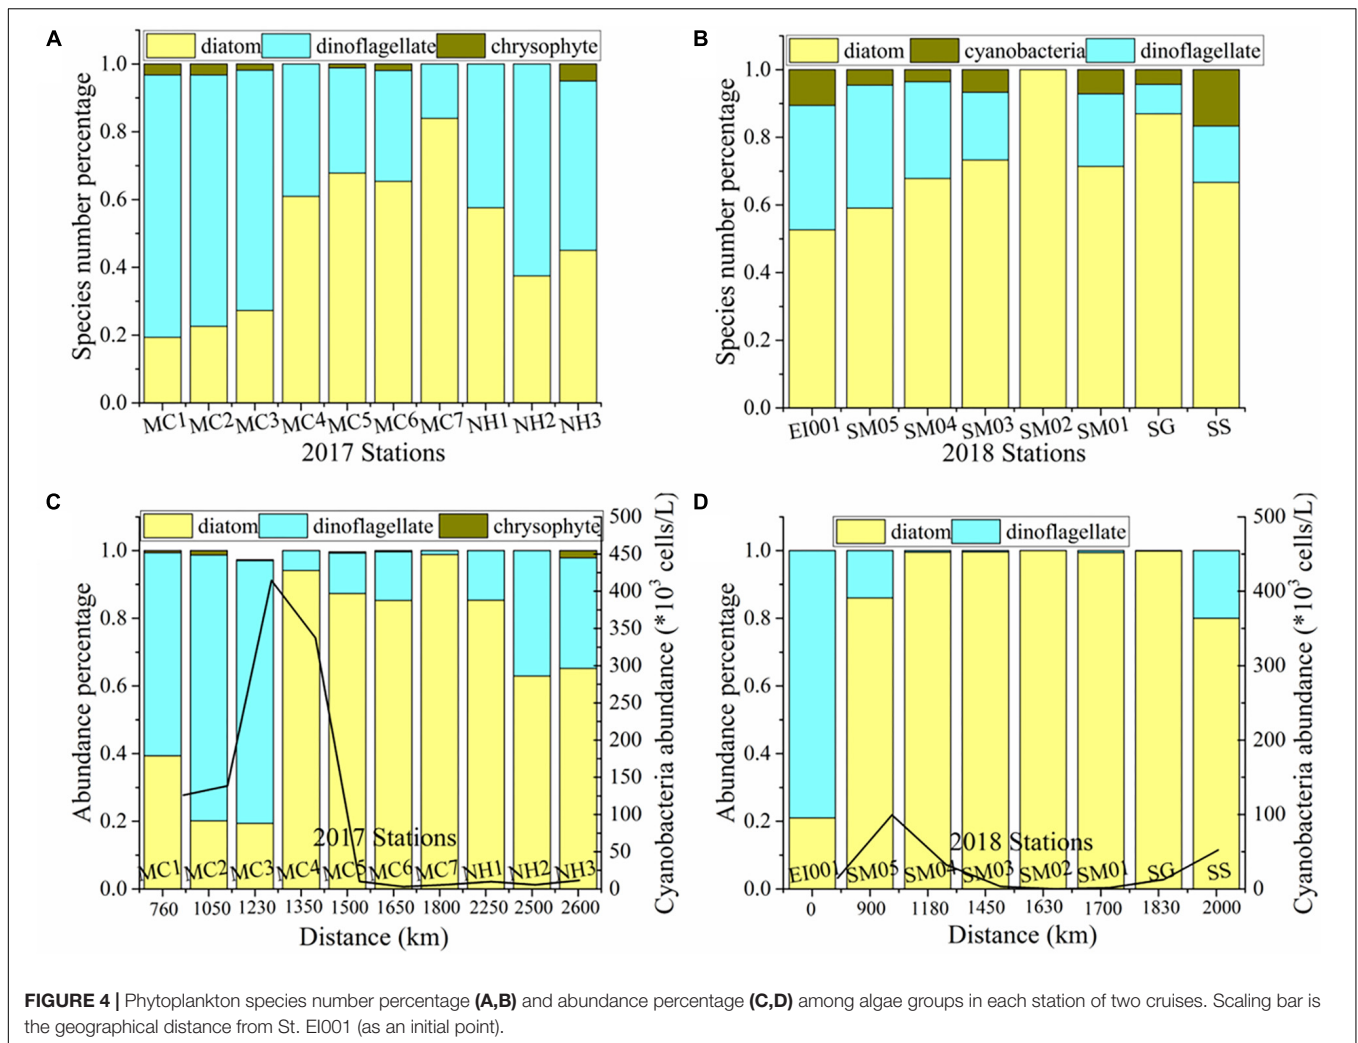 A
diatom dinoflagellate chrysophyte
Species number percentage
1.0
0.8
0.6
0.4
0.2
0.0
MC1 MC2 MC3 MC4 MC5 MC6 MC7 NH1 NH2 NH3
2017 Stations
B
diatom cyanobacteria dinoflagellate
Species number percentage
1.0
0.8
0.6
0.4
0.2
0.0
EI001 SM05 SM04 SM03 SM02 SM01 SG SS
2018 Stations
C
diatom dinoflagellate chrysophyte
Abundance percentage
1.0
0.8
0.6
0.4
0.2
0.0
500
450
400
350
300
250
200
150
100
50
0
Cyanobacteria abundance (*10³ cells/L)
2017 Stations
MC1 MC2 MC3 MC4 MC5 MC6 MC7 NH1 NH2 NH3
760 1050 1230 1350 1500 1650 1800 2250 2500 2600
Distance (km)
D
diatom dinoflagellate
Abundance percentage
1.0
0.8
0.6
0.4
0.2
0.0
500
400
300
200
100
0
Cyanobacteria abundance (*10³ cells/L)
2018 Stations
EI001 SM05 SM04 SM03 SM02 SM01 SG SS
0 900 1180 1450 1630 1700 1830 2000
Distance (km)
FIGURE 4 | Phytoplankton species number percentage (A,B) and abundance percentage (C,D) among algae groups in each station of two cruises. Scaling bar is
the geographical distance from St. EI001 (as an initial point).